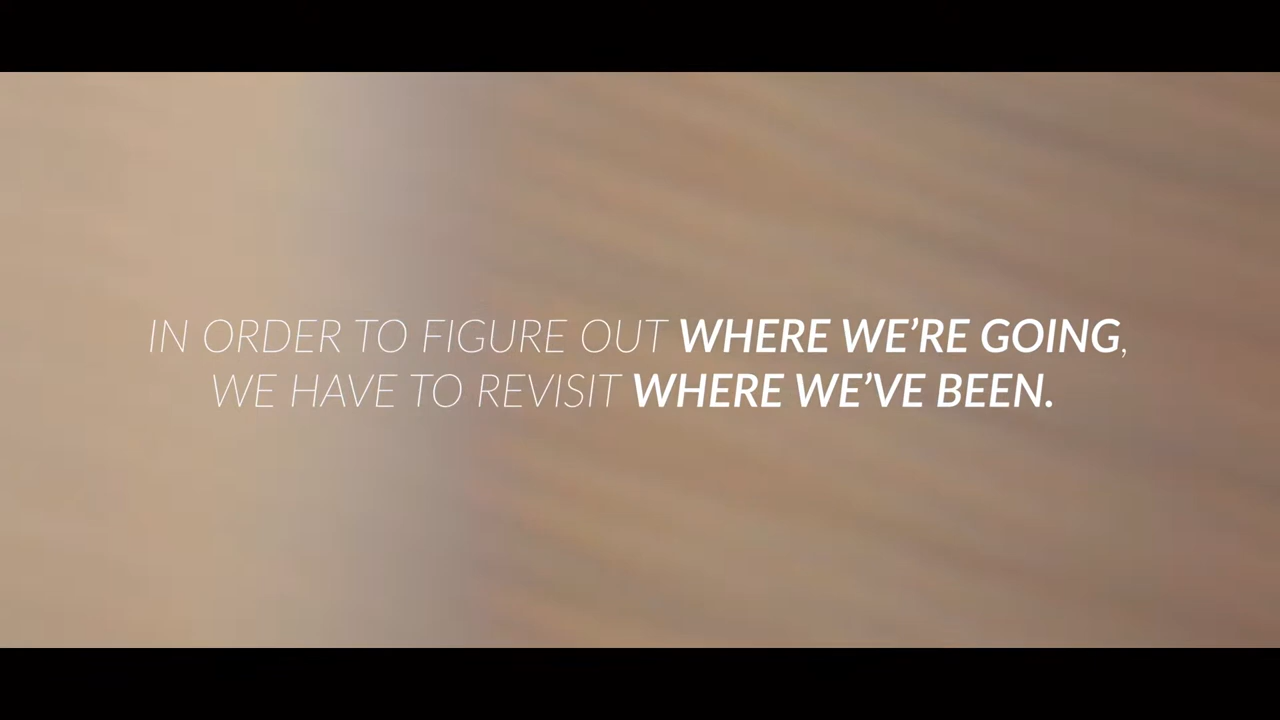 IN ORDER TO FIGURE OUT WHERE WE’RE GOING,
WE HAVE TO REVISIT WHERE WE’VE BEEN.